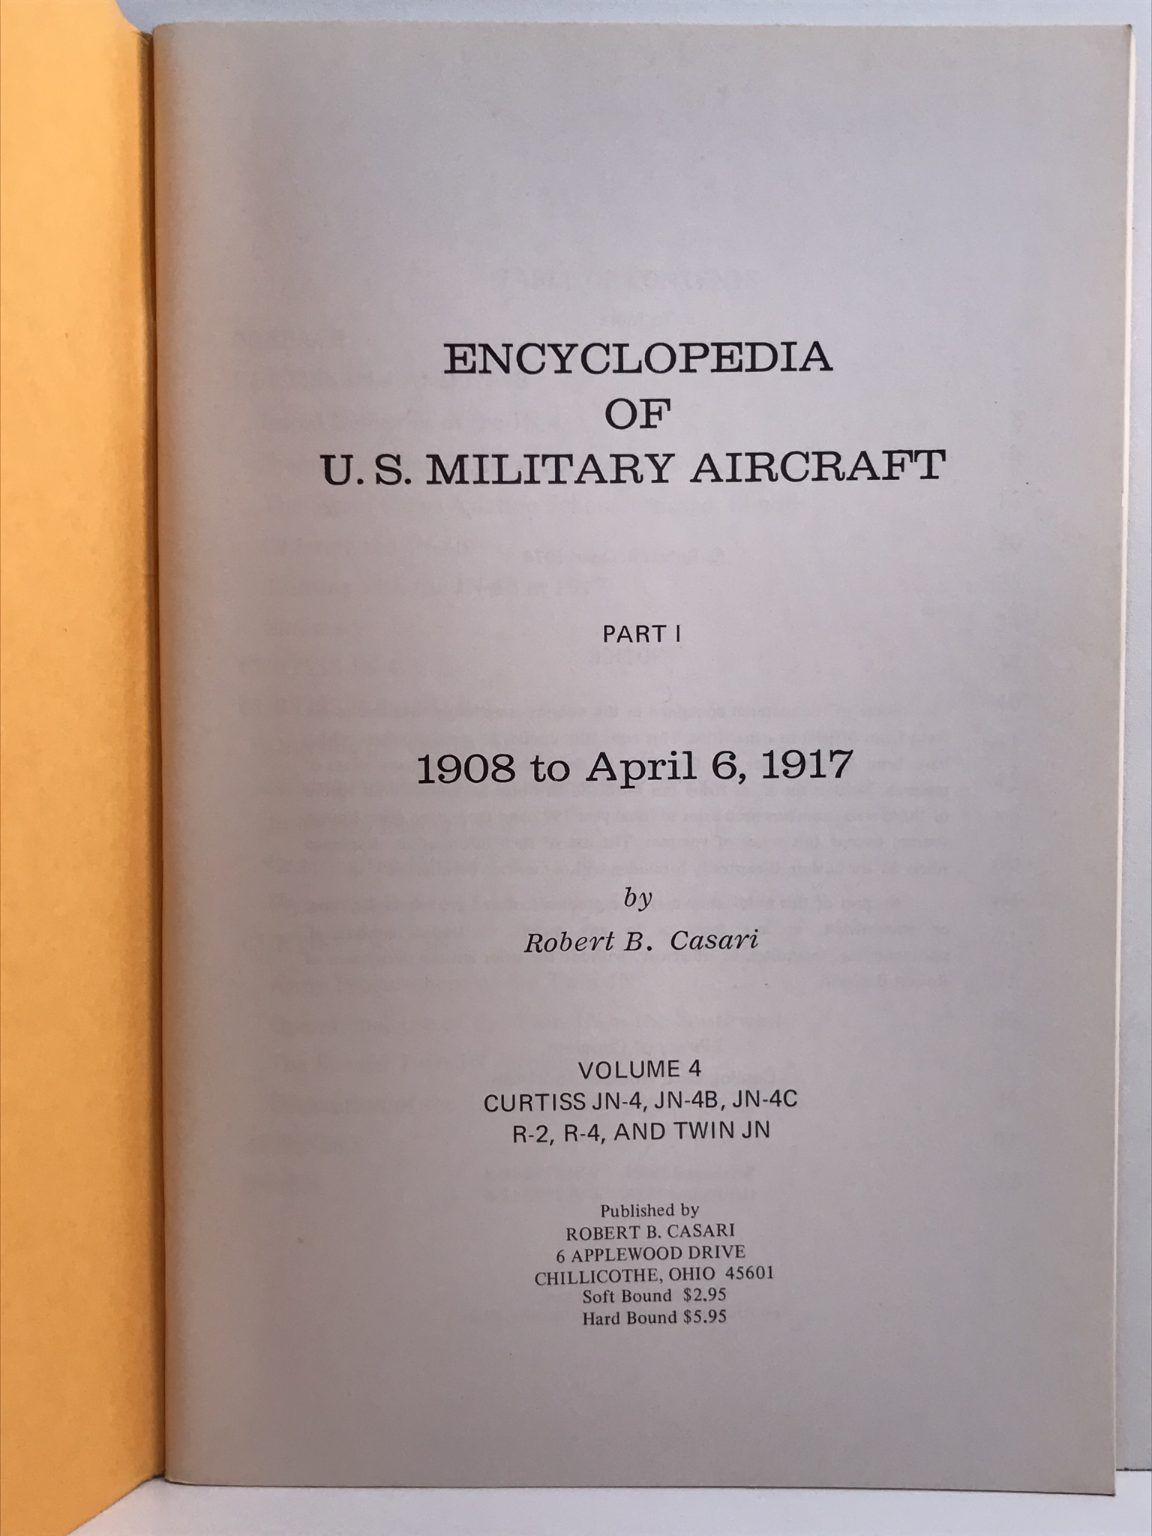 ENCYCLOPEDIA
OF
U. S. MILITARY AIRCRAFT
PART I
1908 to April 6, 1917
by
Robert B. Casari
VOLUME 4
CURTISS JN-4, JN-4B, JN-4C
R-2, R-4, AND TWIN JN
Published by
ROBERT B. CASARI
6 APPLEWOOD DRIVE
CHILLICOTHE, OHIO 45601
Soft Bound $2.95
Hard Bound $5.95